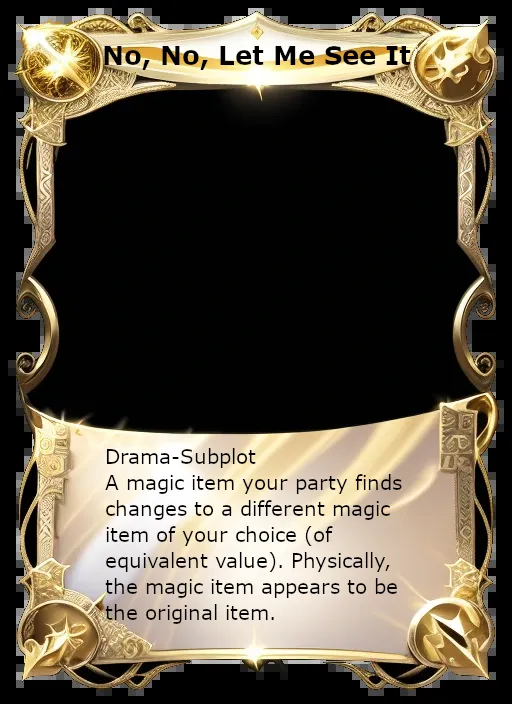 No, No, Let Me See It
Drama-Subplot
A magic item your party finds
changes to a different magic
item of your choice (of
equivalent value). Physically,
the magic item appears to be
the original item.